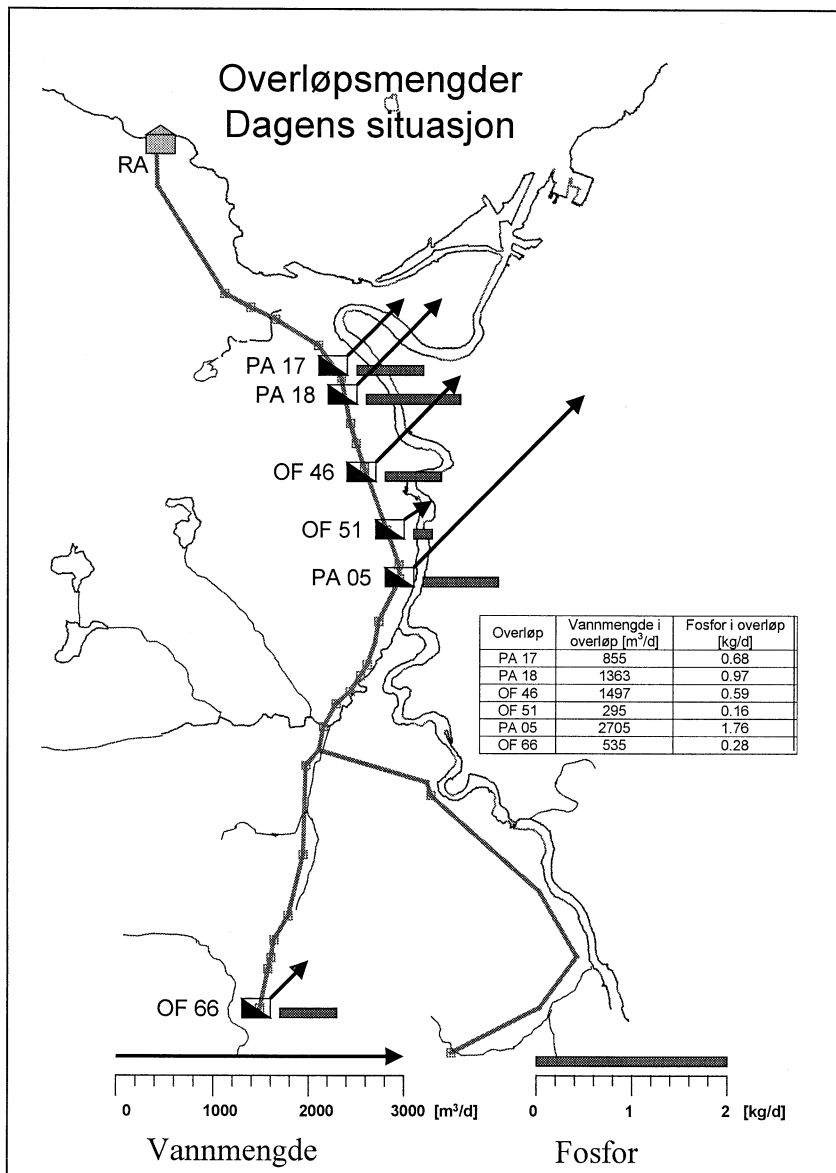 Overløpsmengder
Dagens situasjon
RA
PA 17
PA 18
OF 46
OF 51
PA 05
Overløp Vannmengde i overløp [m³/d] Fosfor i overløp [kg/d]
PA 17 855 0.68
PA 18 1363 0.97
OF 46 1497 0.59
OF 51 295 0.16
PA 05 2705 1.76
OF 66 535 0.28
OF 66
0 1000 2000 3000 [m³/d] 0 1 2 [kg/d]
Vannmengde Fosfor